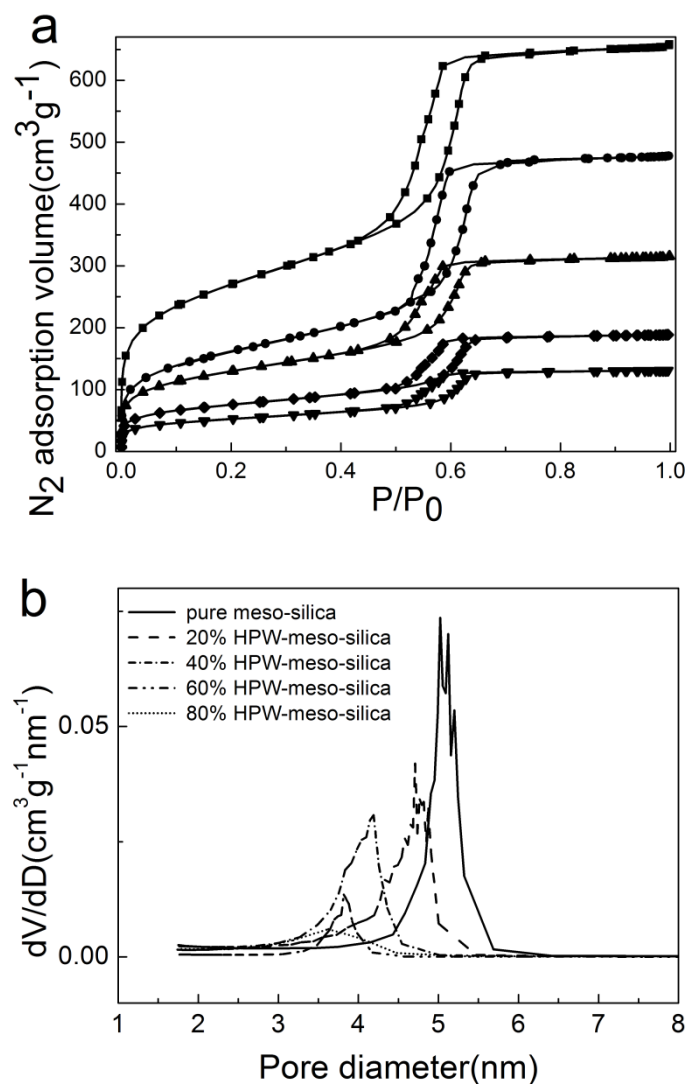 a
N2 adsorption volume(cm3g-1)
600
500
400
300
200
100
0
0.0 0.2 0.4 0.6 0.8 1.0
P/P0
b
pure meso-silica
20% HPW-meso-silica
40% HPW-meso-silica
60% HPW-meso-silica
80% HPW-meso-silica
dV/dD(cm3g-1nm-1)
0.05
0.00
1 2 3 4 5 6 7 8
Pore diameter(nm)